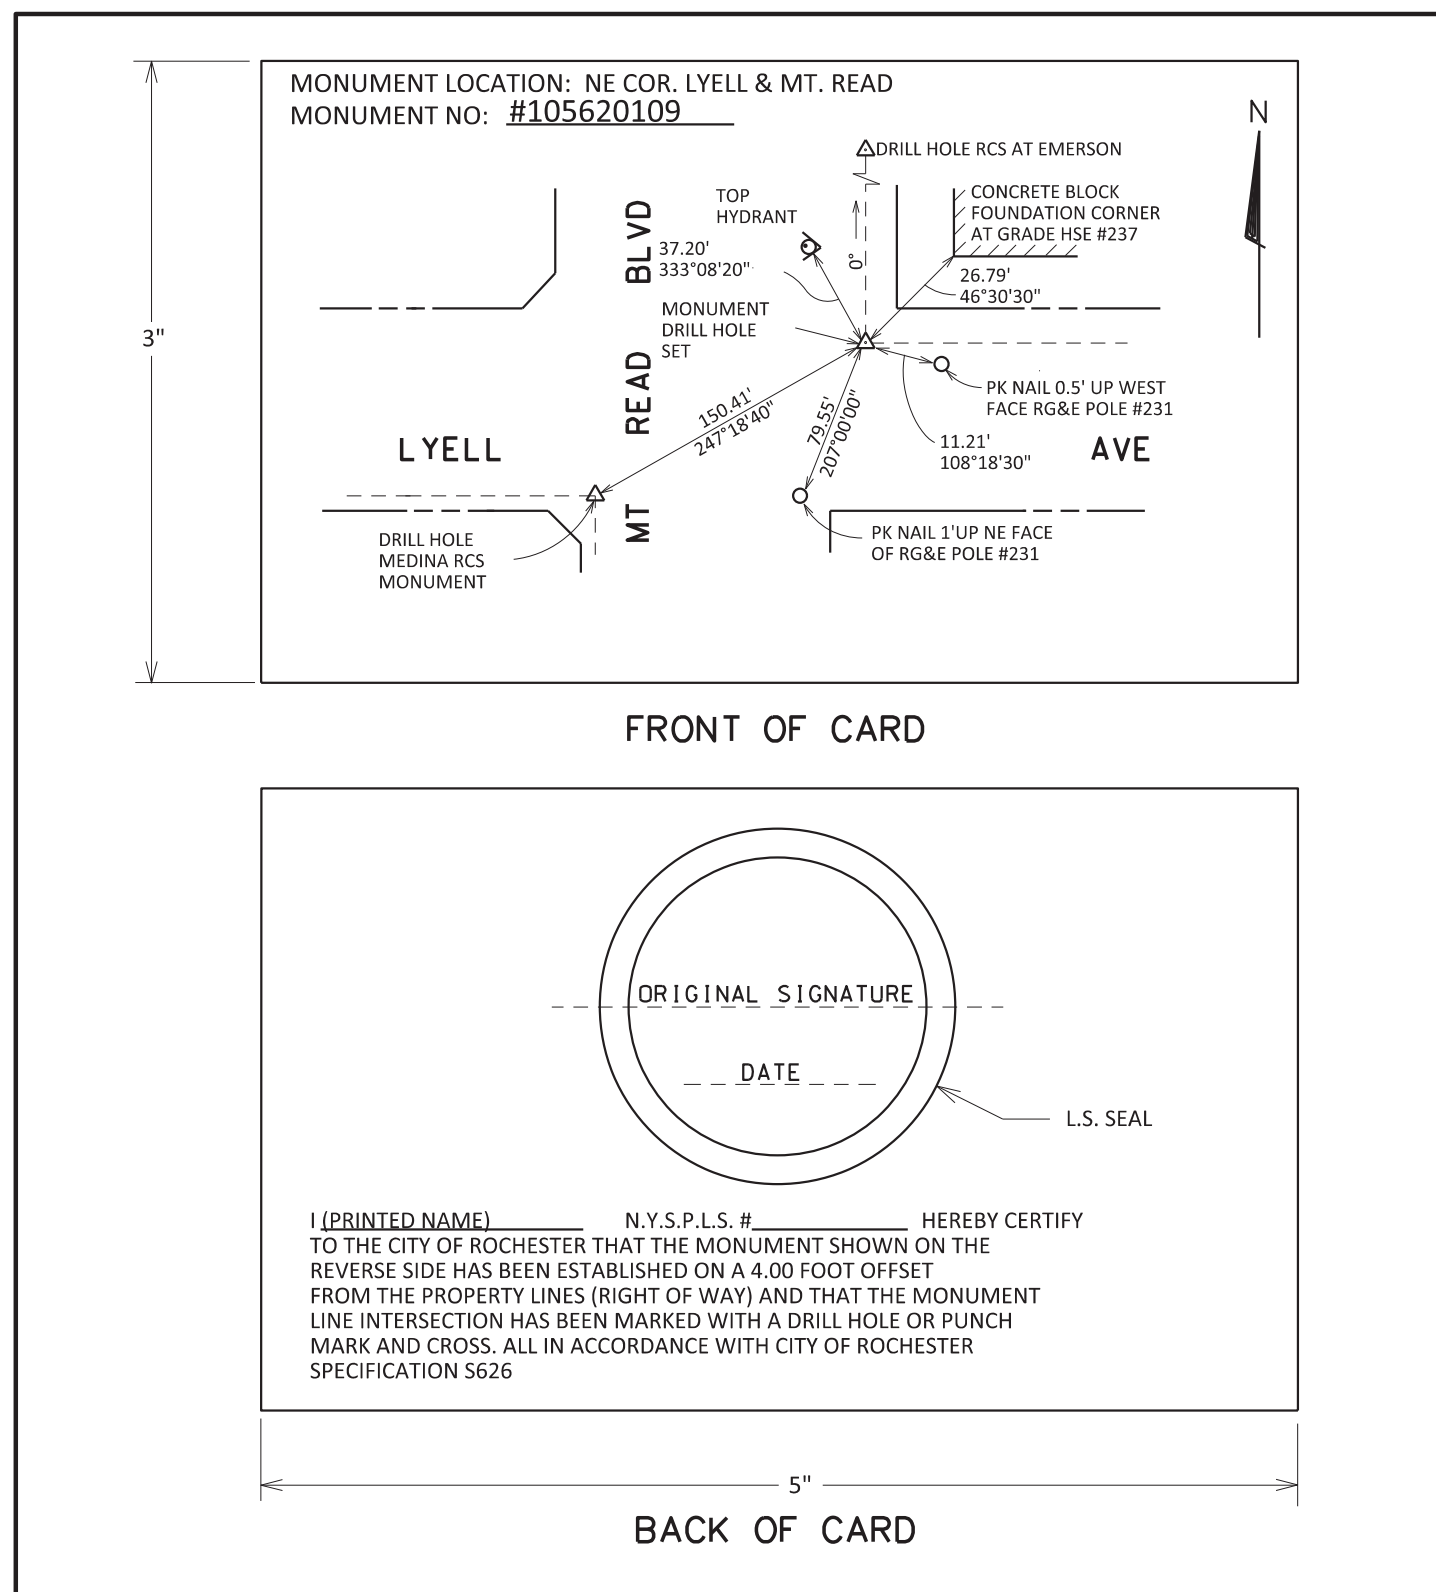 MONUMENT LOCATION: NE COR. LYELL & MT. READ
MONUMENT NO: #105620109
N
DRILL HOLE RCS AT EMERSON
TOP
HYDRANT
CONCRETE BLOCK
FOUNDATION CORNER
AT GRADE HSE #237
37.20'
333°08'20"
0°
26.79'
46°30'30"
MONUMENT
DRILL HOLE
SET
3"
MT READ BLVD
150.41'
247°18'40"
79.55'
207°00'00"
PK NAIL 0.5' UP WEST
FACE RG&E POLE #231
11.21'
108°18'30"
LYELL AVE
DRILL HOLE
MEDINA RCS
MONUMENT
PK NAIL 1'UP NE FACE
OF RG&E POLE #231
FRONT OF CARD
ORIGINAL SIGNATURE
DATE
L.S. SEAL
I (PRINTED NAME) N.Y.S.P.L.S. # HEREBY CERTIFY
TO THE CITY OF ROCHESTER THAT THE MONUMENT SHOWN ON THE
REVERSE SIDE HAS BEEN ESTABLISHED ON A 4.00 FOOT OFFSET
FROM THE PROPERTY LINES (RIGHT OF WAY) AND THAT THE MONUMENT
LINE INTERSECTION HAS BEEN MARKED WITH A DRILL HOLE OR PUNCH
MARK AND CROSS. ALL IN ACCORDANCE WITH CITY OF ROCHESTER
SPECIFICATION S626
5"
BACK OF CARD